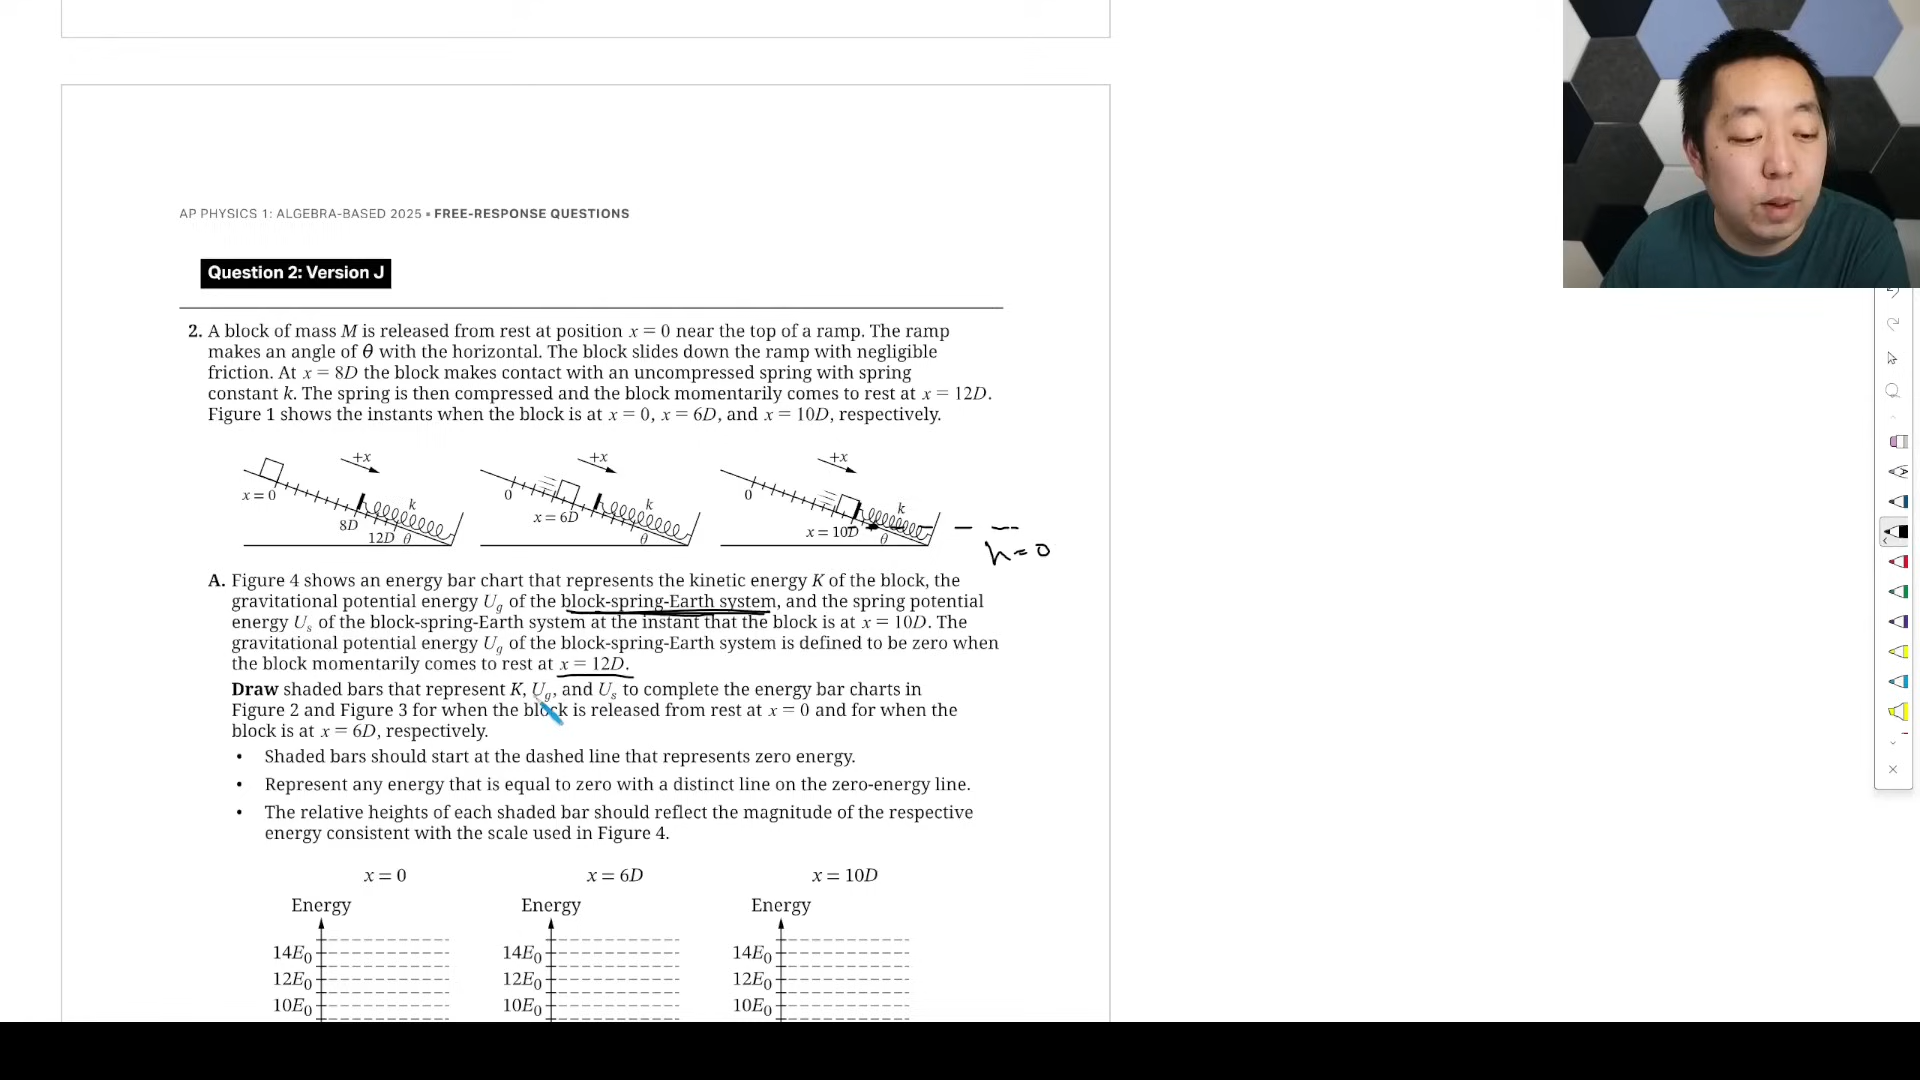 AP PHYSICS 1: ALGEBRA-BASED 2025 ▪ FREE-RESPONSE QUESTIONS
Question 2: Version J
2. A block of mass M is released from rest at position x = 0 near the top of a ramp. The ramp
makes an angle of θ with the horizontal. The block slides down the ramp with negligible
friction. At x = 8D the block makes contact with an uncompressed spring with spring
constant k. The spring is then compressed and the block momentarily comes to rest at x = 12D.
Figure 1 shows the instants when the block is at x = 0, x = 6D, and x = 10D, respectively.
+x +x +x
x = 0 8D 12D k θ
0 x = 6D k θ
0 x = 10D k θ
h = 0
A. Figure 4 shows an energy bar chart that represents the kinetic energy K of the block, the
gravitational potential energy Ug of the block-spring-Earth system, and the spring potential
energy Us of the block-spring-Earth system at the instant that the block is at x = 10D. The
gravitational potential energy Ug of the block-spring-Earth system is defined to be zero when
the block momentarily comes to rest at x = 12D.
Draw shaded bars that represent K, Ug, and Us to complete the energy bar charts in
Figure 2 and Figure 3 for when the block is released from rest at x = 0 and for when the
block is at x = 6D, respectively.
• Shaded bars should start at the dashed line that represents zero energy.
• Represent any energy that is equal to zero with a distinct line on the zero-energy line.
• The relative heights of each shaded bar should reflect the magnitude of the respective
energy consistent with the scale used in Figure 4.
x = 0 x = 6D x = 10D
Energy Energy Energy
14E0 14E0 14E0
12E0 12E0 12E0
10E0 10E0 10E0